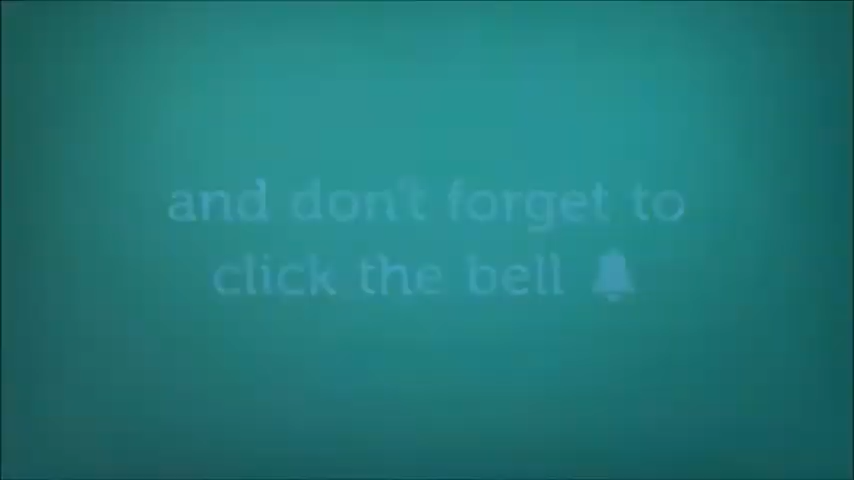 and don't forget to
click the bell 🔔